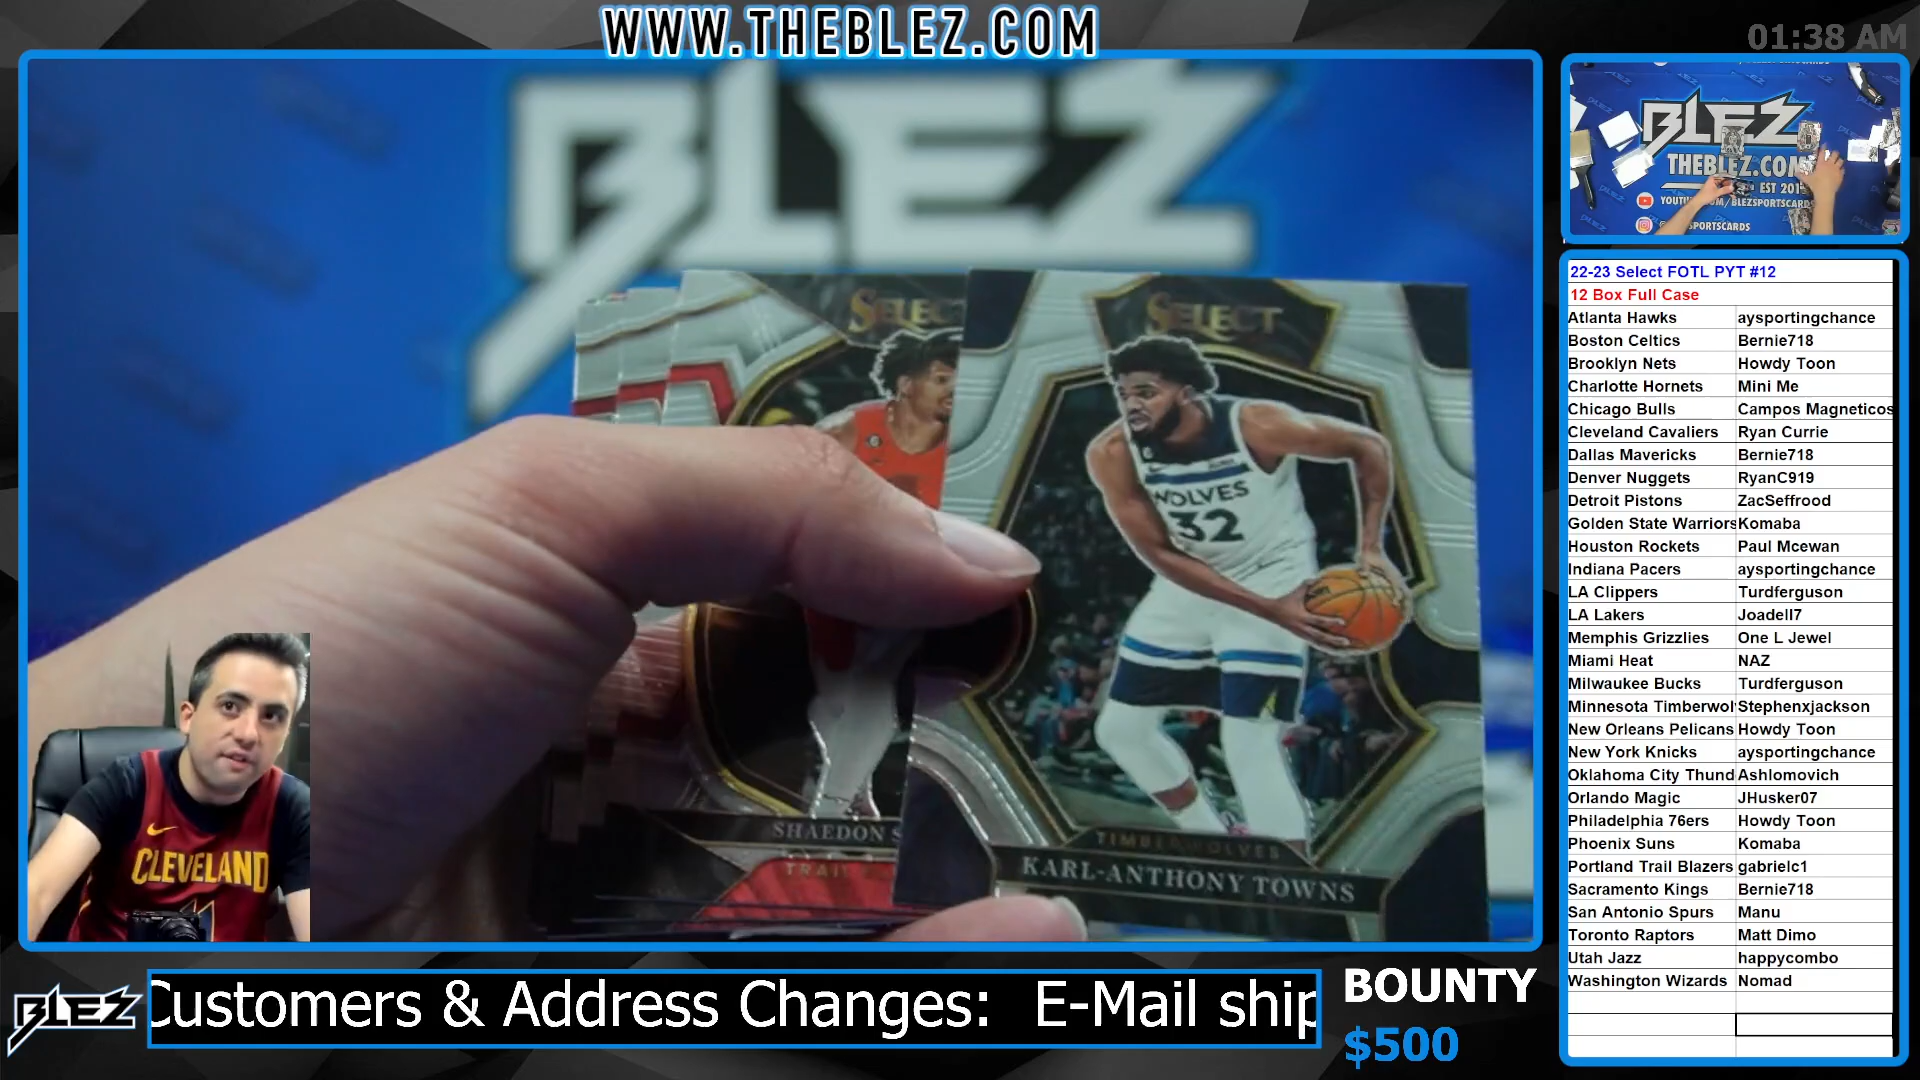 WWW.THEBLEZ.COM
01:38 AM
BLEZ
BLEZ
THEBLEZ.COM
EST 201
SELECT
SELECT
WOLVES
32
SHAEDON S
TRAIL
TIMBERWOLVES
KARL-ANTHONY TOWNS
CLEVELAND
22-23 Select FOTL PYT #12
12 Box Full Case
Atlanta Hawks aysportingchance
Boston Celtics Bernie718
Brooklyn Nets Howdy Toon
Charlotte Hornets Mini Me
Chicago Bulls Campos Magneticos
Cleveland Cavaliers Ryan Currie
Dallas Mavericks Bernie718
Denver Nuggets RyanC919
Detroit Pistons ZacSeffrood
Golden State Warriors Komaba
Houston Rockets Paul Mcewan
Indiana Pacers aysportingchance
LA Clippers Turdferguson
LA Lakers Joadell7
Memphis Grizzlies One L Jewel
Miami Heat NAZ
Milwaukee Bucks Turdferguson
Minnesota Timberwol Stephenxjackson
New Orleans Pelicans Howdy Toon
New York Knicks aysportingchance
Oklahoma City Thund Ashlomovich
Orlando Magic JHusker07
Philadelphia 76ers Howdy Toon
Phoenix Suns Komaba
Portland Trail Blazers gabrielc1
Sacramento Kings Bernie718
San Antonio Spurs Manu
Toronto Raptors Matt Dimo
Utah Jazz happycombo
Washington Wizards Nomad
BLEZ
Customers & Address Changes: E-Mail ship
BOUNTY
$500